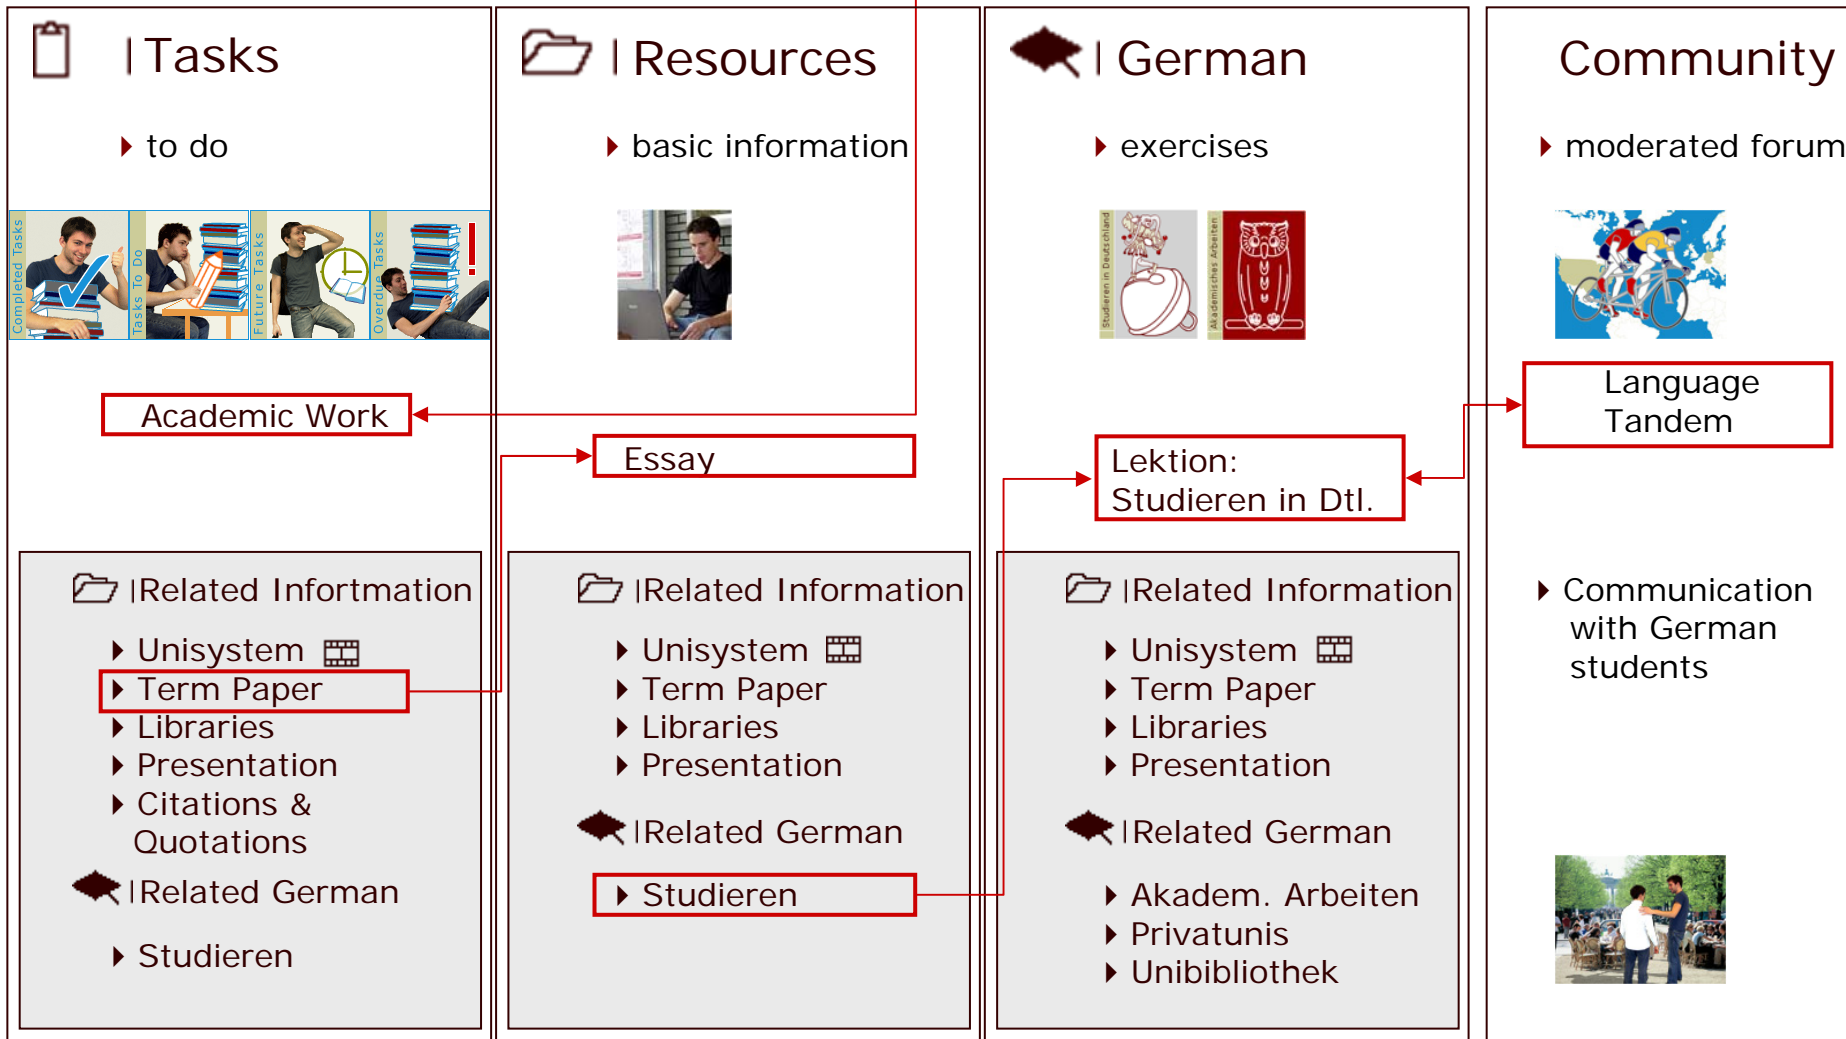 Tasks
to do
Completed Tasks
Tasks To Do
Future Tasks
Overdue Tasks
Academic Work
Related Infortmation
Unisystem
Term Paper
Libraries
Presentation
Citations &
Quotations
Related German
Studieren
Resources
basic information
Essay
Related Information
Unisystem
Term Paper
Libraries
Presentation
Related German
Studieren
German
exercises
Studieren in Deutschland
Akademisches Arbeiten
Lektion:
Studieren in Dtl.
Related Information
Unisystem
Term Paper
Libraries
Presentation
Related German
Akadem. Arbeiten
Privatunis
Unibibliothek
Community
moderated forum
Language
Tandem
Communication
with German
students